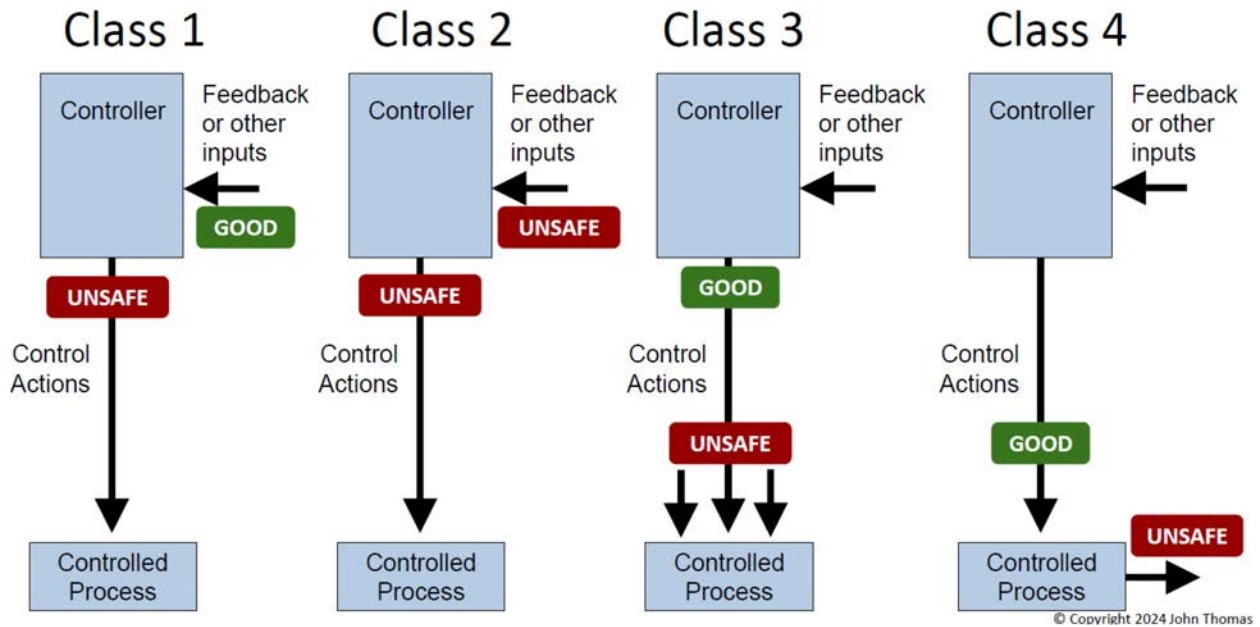 Class 1
Class 2
Class 3
Class 4
Controller
Feedback
or other
inputs
GOOD
UNSAFE
Control
Actions
Controlled
Process
Controller
Feedback
or other
inputs
UNSAFE
UNSAFE
Control
Actions
Controlled
Process
Controller
Feedback
or other
inputs
GOOD
Control
Actions
UNSAFE
Controlled
Process
Controller
Feedback
or other
inputs
Control
Actions
GOOD
UNSAFE
Controlled
Process
© Copyright 2024 John Thomas